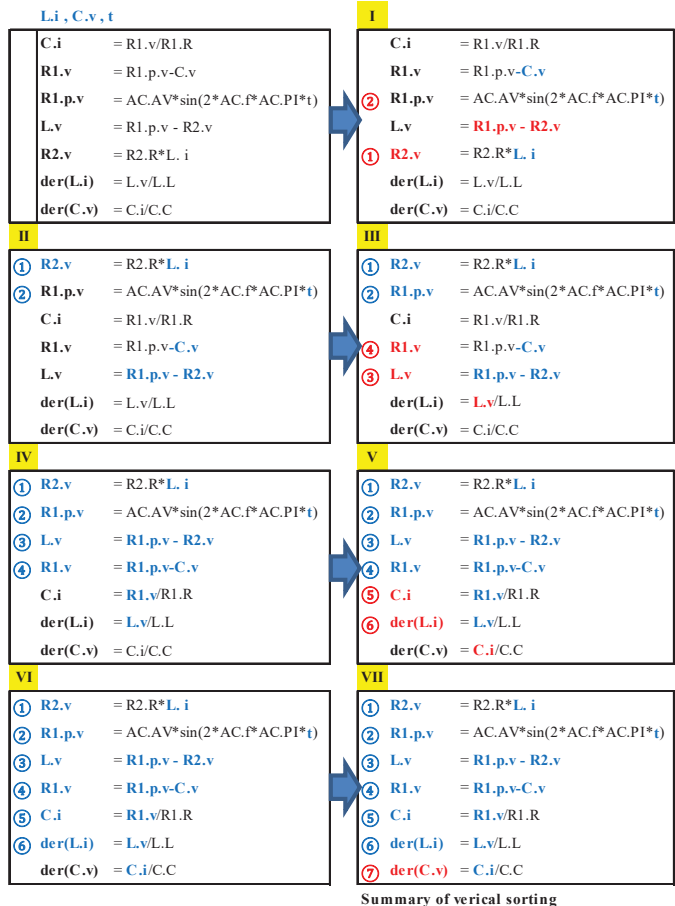 L.i , C.v , t
C.i = R1.v/R1.R
R1.v = R1.p.v-C.v
R1.p.v = AC.AV*sin(2*AC.f*AC.PI*t)
L.v = R1.p.v - R2.v
R2.v = R2.R*L. i
der(L.i) = L.v/L.L
der(C.v) = C.i/C.C
I
C.i = R1.v/R1.R
R1.v = R1.p.v-C.v
② R1.p.v = AC.AV*sin(2*AC.f*AC.PI*t)
L.v = R1.p.v - R2.v
① R2.v = R2.R*L. i
der(L.i) = L.v/L.L
der(C.v) = C.i/C.C
II
① R2.v = R2.R*L. i
② R1.p.v = AC.AV*sin(2*AC.f*AC.PI*t)
C.i = R1.v/R1.R
R1.v = R1.p.v-C.v
L.v = R1.p.v - R2.v
der(L.i) = L.v/L.L
der(C.v) = C.i/C.C
III
① R2.v = R2.R*L. i
② R1.p.v = AC.AV*sin(2*AC.f*AC.PI*t)
C.i = R1.v/R1.R
④ R1.v = R1.p.v-C.v
③ L.v = R1.p.v - R2.v
der(L.i) = L.v/L.L
der(C.v) = C.i/C.C
IV
① R2.v = R2.R*L. i
② R1.p.v = AC.AV*sin(2*AC.f*AC.PI*t)
③ L.v = R1.p.v - R2.v
④ R1.v = R1.p.v-C.v
C.i = R1.v/R1.R
der(L.i) = L.v/L.L
der(C.v) = C.i/C.C
V
① R2.v = R2.R*L. i
② R1.p.v = AC.AV*sin(2*AC.f*AC.PI*t)
③ L.v = R1.p.v - R2.v
④ R1.v = R1.p.v-C.v
⑤ C.i = R1.v/R1.R
⑥ der(L.i) = L.v/L.L
der(C.v) = C.i/C.C
VI
① R2.v = R2.R*L. i
② R1.p.v = AC.AV*sin(2*AC.f*AC.PI*t)
③ L.v = R1.p.v - R2.v
④ R1.v = R1.p.v-C.v
⑤ C.i = R1.v/R1.R
⑥ der(L.i) = L.v/L.L
der(C.v) = C.i/C.C
VII
① R2.v = R2.R*L. i
② R1.p.v = AC.AV*sin(2*AC.f*AC.PI*t)
③ L.v = R1.p.v - R2.v
④ R1.v = R1.p.v-C.v
⑤ C.i = R1.v/R1.R
⑥ der(L.i) = L.v/L.L
⑦ der(C.v) = C.i/C.C
Summary of verical sorting